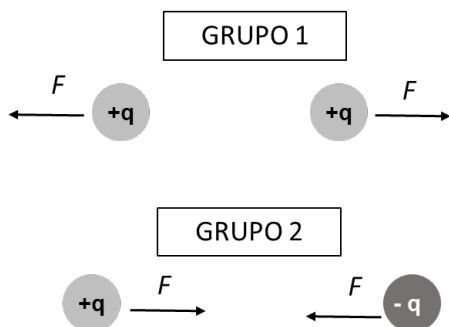 GRUPO 1
F F
+q +q
GRUPO 2
+q F F - q